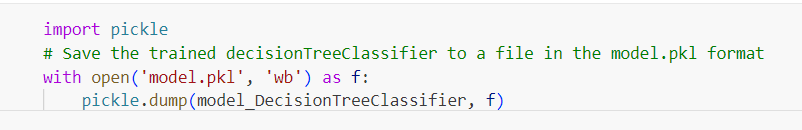 import pickle
# Save the trained decisionTreeClassifier to a file in the model.pkl format
with open('model.pkl', 'wb') as f:
    pickle.dump(model_DecisionTreeClassifier, f)